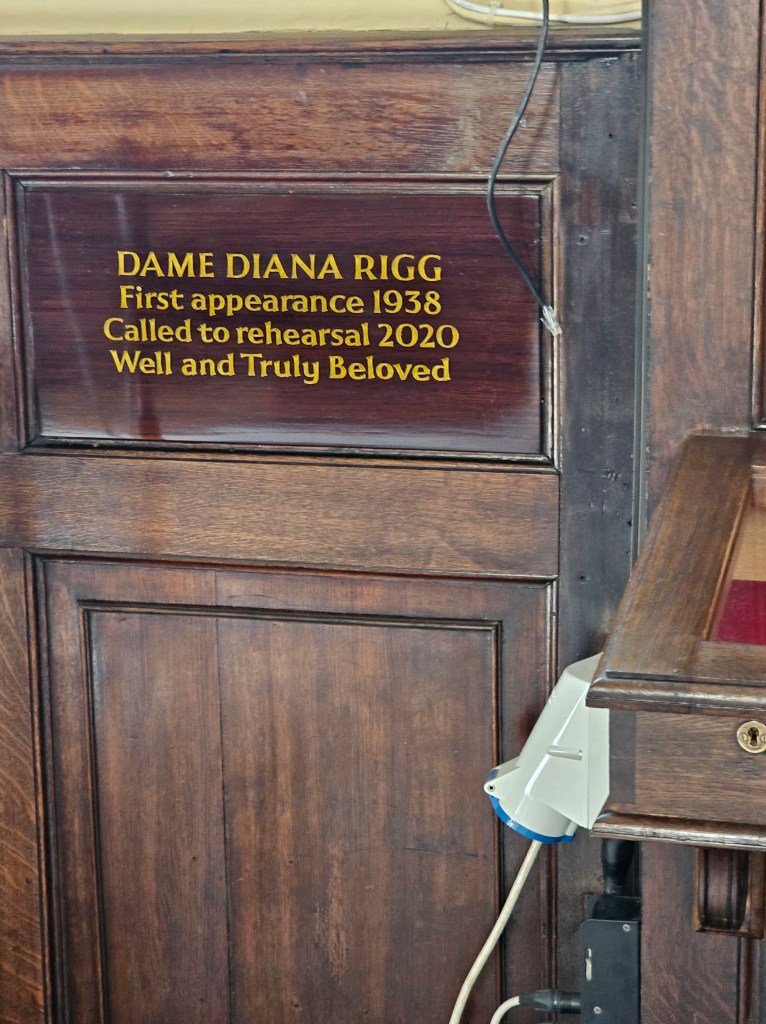 DAME DIANA RIGG
First appearance 1938
Called to rehearsal 2020
Well and Truly Beloved